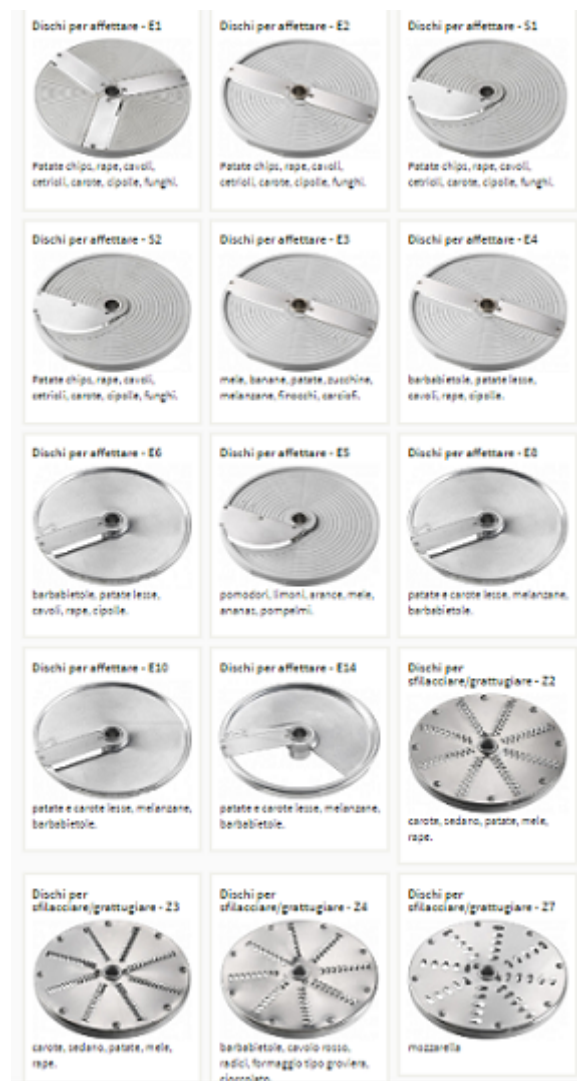 Dischi per affettare - E1
Patate chips, rape, cavoli,
cetrioli, carote, cipolle, funghi.
Dischi per affettare - E2
Patate chips, rape, cavoli,
cetrioli, carote, cipolle, funghi.
Dischi per affettare - S1
Patate chips, rape, cavoli,
cetrioli, carote, cipolle, funghi.
Dischi per affettare - S2
Patate chips, rape, cavoli,
cetrioli, carote, cipolle, funghi.
Dischi per affettare - E3
mele, banane, patate, zucchine,
melanzane, finocchi, carciofi.
Dischi per affettare - E4
barbabietole, patate lesse,
cavoli, rape, cipolle.
Dischi per affettare - E6
barbabietole, patate lesse,
cavoli, rape, cipolle.
Dischi per affettare - E5
pomodori, limoni, arance, mele,
ananas, pompelmi.
Dischi per affettare - E8
patate e carote lesse, melanzane,
barbabietole.
Dischi per affettare - E10
patate e carote lesse, melanzane,
barbabietole.
Dischi per affettare - E14
patate e carote lesse, melanzane,
barbabietole.
Dischi per
sfilacciare/grattugiare - Z2
carote, sedano, patate, mele,
rape.
Dischi per
sfilacciare/grattugiare - Z3
carote, sedano, patate, mele,
rape.
Dischi per
sfilacciare/grattugiare - Z4
barbabietole, cavolo rosso,
radici, formaggio tipo groviera,
cioccolato
Dischi per
sfilacciare/grattugiare - Z7
mozzarella